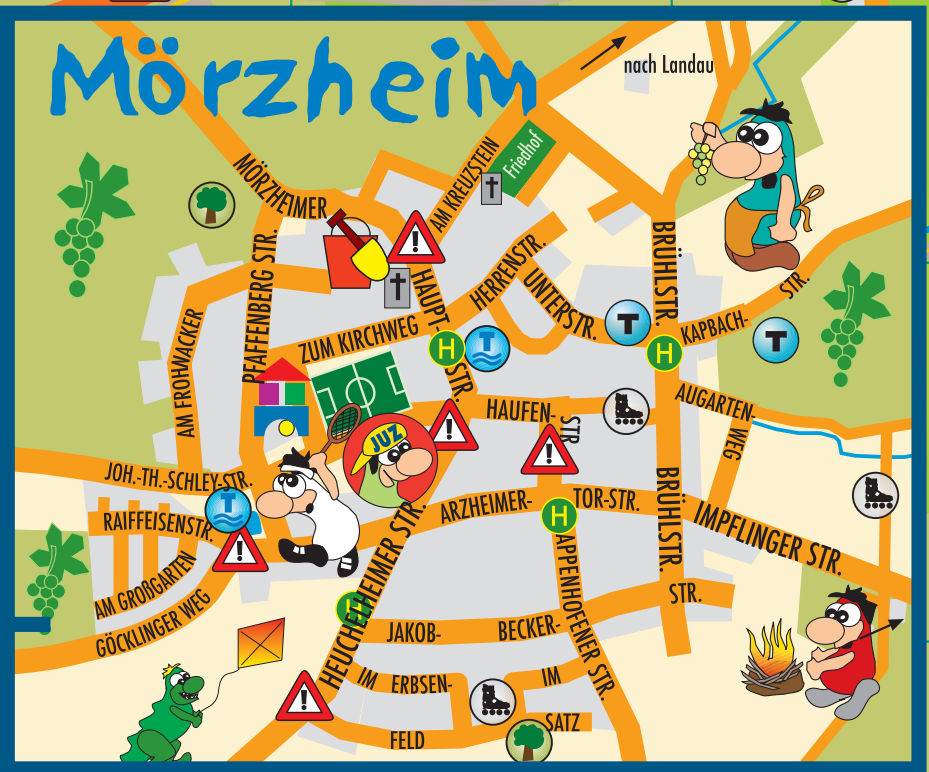 Mörzheim
nach Landau
Friedhof
AM KREUZSTEIN
MÖRZHEIMER
HAUPT-
STR.
HERRENSTR.
UNTERSTR.
BRÜHLSTR.
KAPBACH-
STR.
PFAFFENBERG STR.
AM FROHNACKER
ZUM KIRCHWEG
H
T
T
H
T
AUGARTEN-
WEG
HAUFEN-
STR.
JUZ
JOH.-TH.-SCHLEY-STR.
T
RAIFFEISENSTR.
AM GROßGARTEN
GÖCKLINGER WEG
ARZHEIMER-
TOR-STR.
H
BRÜHLSTR.
IMPFLINGER STR.
HEUCHELHEIMER STR.
H
APPENHOFENER STR.
JAKOB-
BECKER-
STR.
IM ERBSEN-
FELD
IM
SATZ